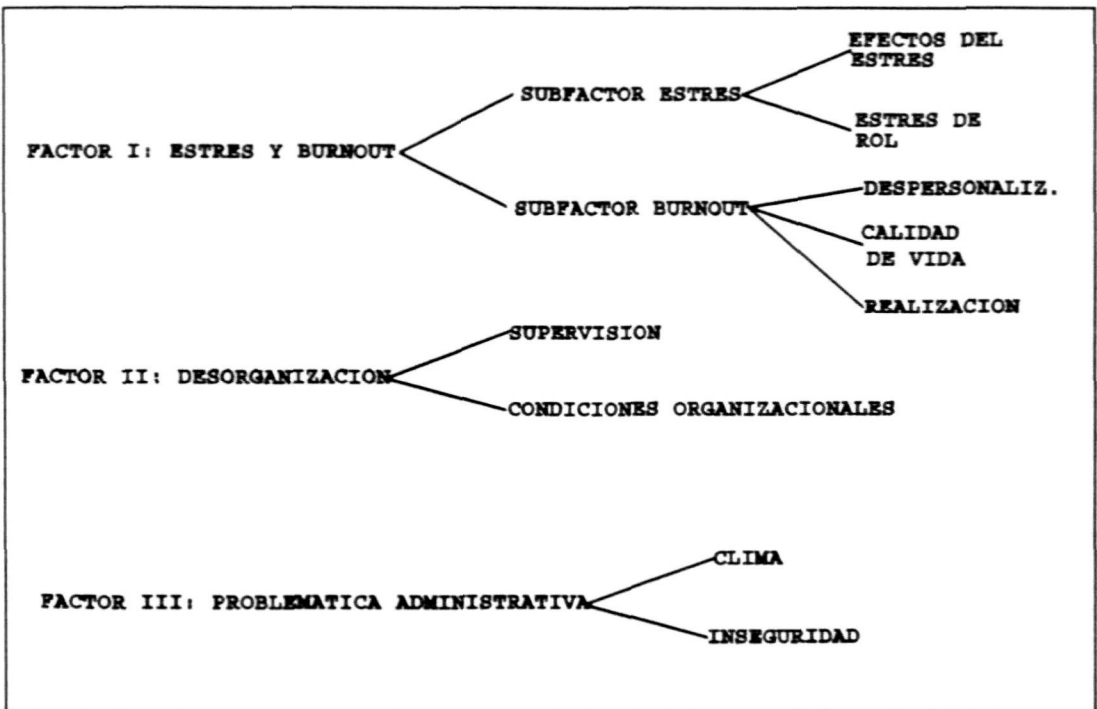 EFECTOS DEL
ESTRES
SUBFACTOR ESTRES
ESTRES DE
ROL
FACTOR I: ESTRES Y BURNOUT
DESPERSONALIZ.
SUBFACTOR BURNOUT
CALIDAD
DE VIDA
REALIZACION
SUPERVISION
FACTOR II: DESORGANIZACION
CONDICIONES ORGANIZACIONALES
CLIMA
FACTOR III: PROBLEMATICA ADMINISTRATIVA
INSEGURIDAD